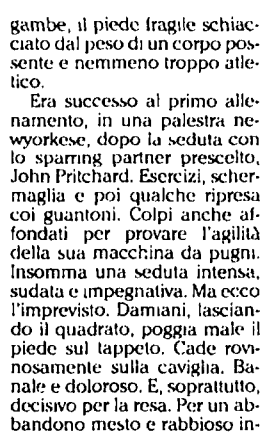 gambe, il piede fragile schiac-
ciato dal peso di un corpo pos-
sente e nemmeno troppo atle-
tico.
Era successo al primo alle-
namento, in una palestra ne-
wyorkese, dopo la seduta con
lo sparring partner prescelto,
John Pritchard. Esercizi, scher-
maglia e poi qualche ripresa
coi guantoni. Colpi anche af-
fondati per provare l'agilità
della sua macchina da pugni.
Insomma una seduta intensa,
sudata e impegnativa. Ma ecco
l'imprevisto. Damiani, lascian-
do il quadrato, poggia male il
piede sul tappeto. Cade rovi-
nosamente sulla caviglia. Ba-
nale e doloroso. E, soprattutto,
decisivo per la resa. Per un ab-
bandono mesto e rabbioso in-